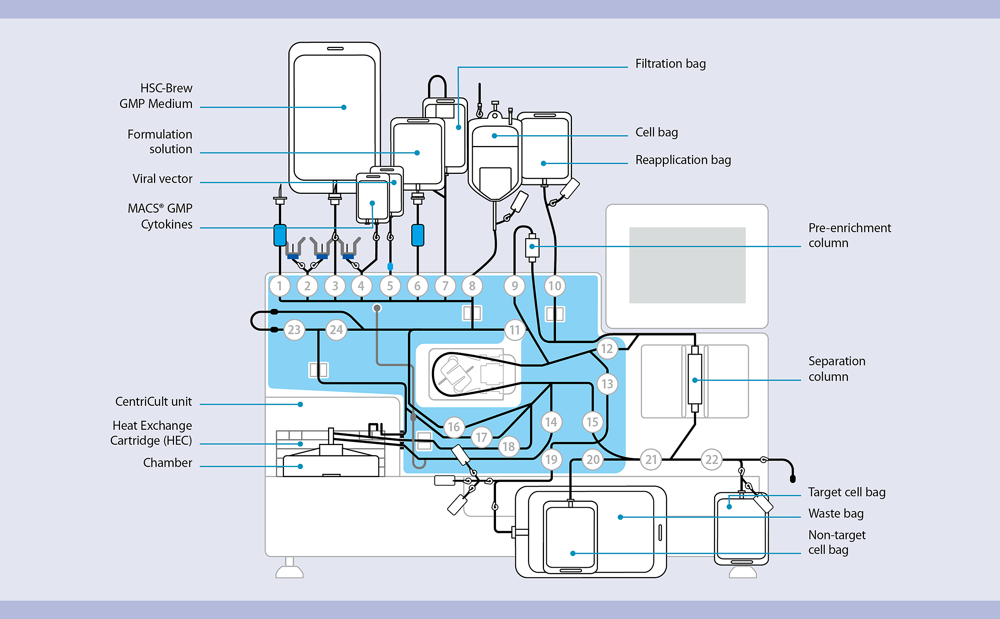 HSC-Brew
GMP Medium
Formulation
solution
Viral vector
MACS® GMP
Cytokines
Filtration bag
Cell bag
Reapplication bag
Pre-enrichment
column
1 2 3 4 5 6 7 8 9 10
23 24 11
12
13
Separation
column
CentriCult unit
Heat Exchange
Cartridge (HEC)
Chamber
14 15
16
17
18
19 20 21 22
Target cell bag
Waste bag
Non-target
cell bag